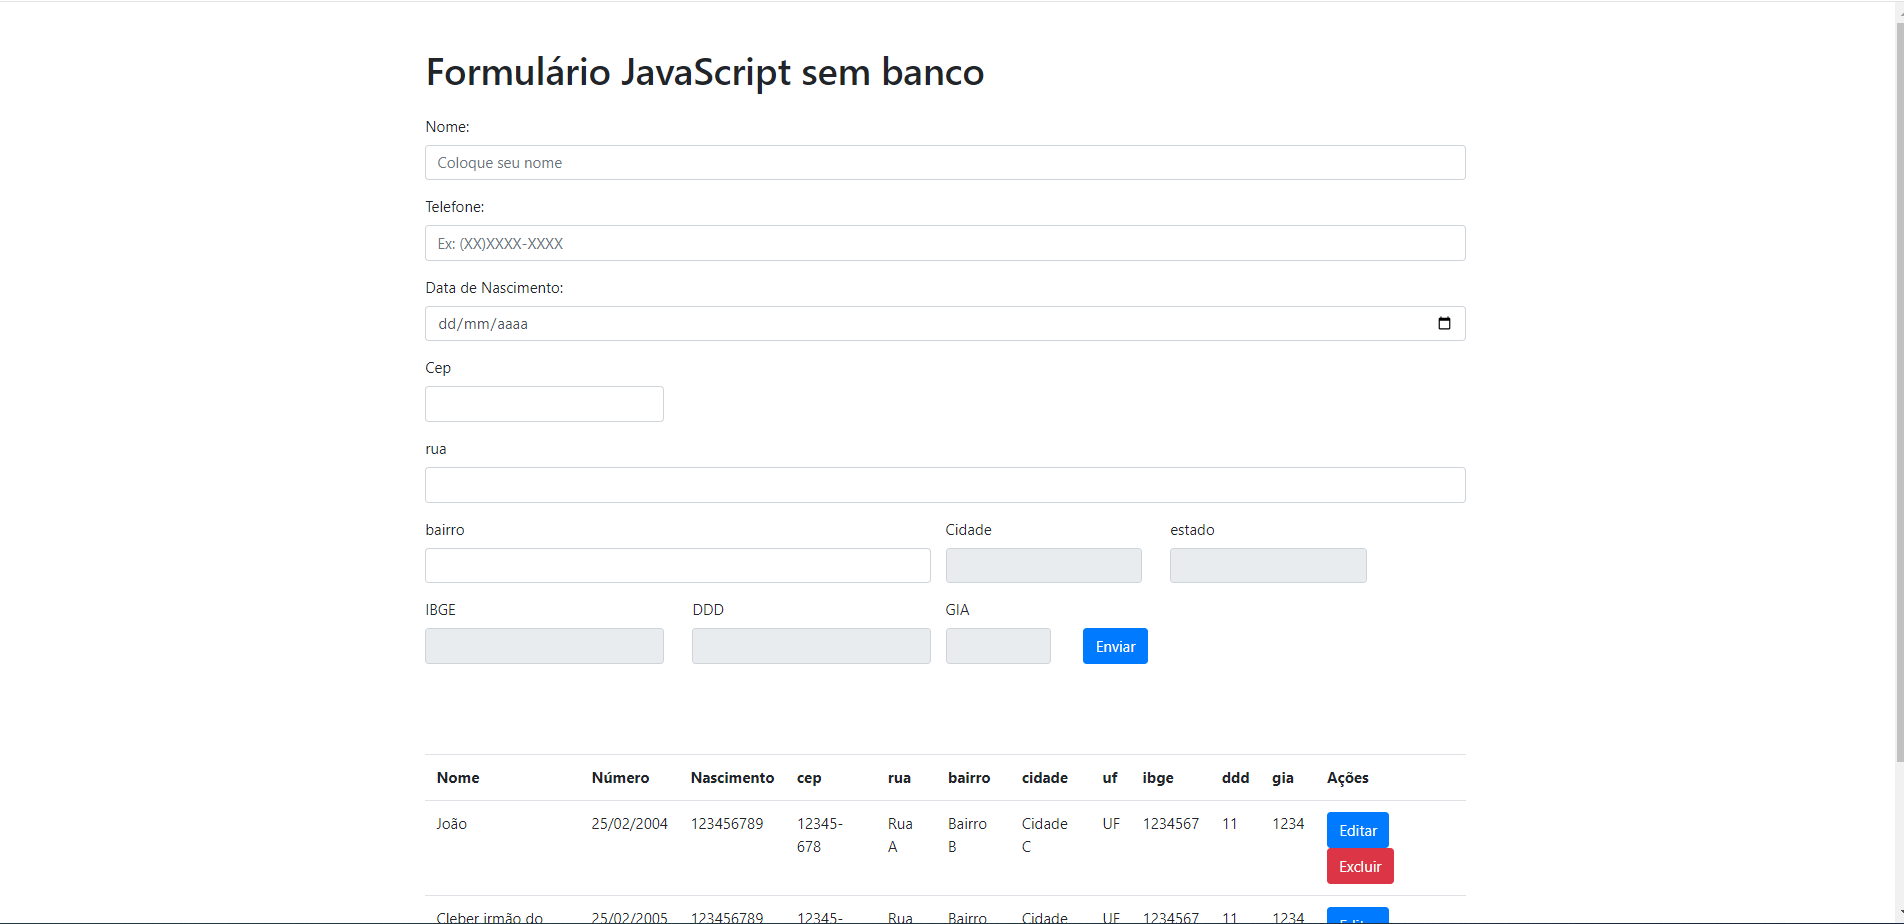 Formulário JavaScript sem banco
Nome:
Coloque seu nome
Telefone:
Ex: (XX)XXXX-XXXX
Data de Nascimento:
dd/mm/aaaa
Cep
rua
bairro Cidade estado
IBGE DDD GIA
Enviar
Nome Número Nascimento cep rua bairro cidade uf ibge ddd gia Ações
João 25/02/2004 123456789 12345- Rua Bairro Cidade UF 1234567 11 1234 Editar
678 A B C
Excluir
Cleber irmão do 25/02/2005 123456789 12345- Rua Bairro Cidade UF 1234567 11 1234 Editar